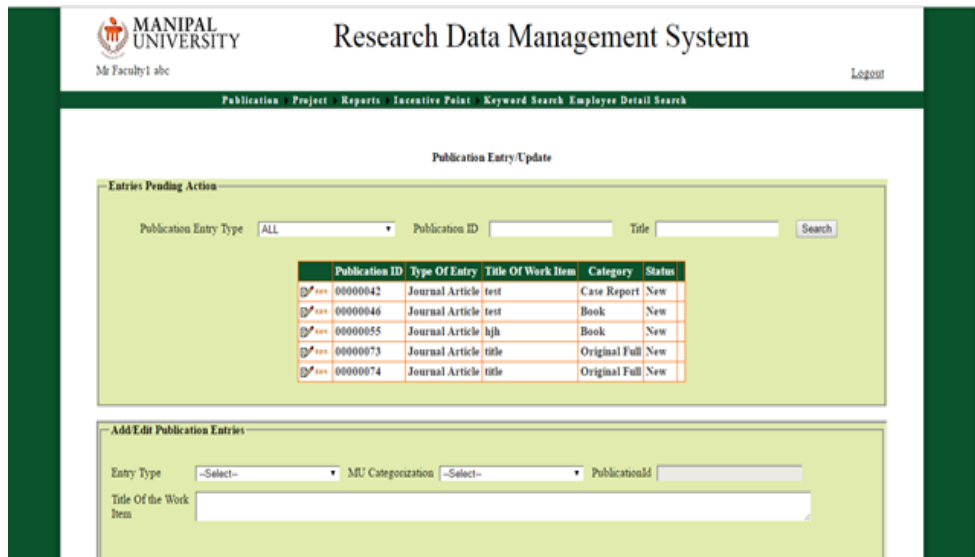 MANIPAL
UNIVERSITY
Research Data Management System
Mr Faculty1 abc
Logout
Publication Project Reports Incentive Point Keyword Search Employee Detail Search
Publication Entry/Update
Entries Pending Action
Publication Entry Type ALL Publication ID Title Search
Publication ID Type Of Entry Title Of Work Item Category Status
00000042 Journal Article test Case Report New
00000046 Journal Article test Book New
00000055 Journal Article hjh Book New
00000073 Journal Article title Original Full New
00000074 Journal Article title Original Full New
Add/Edit Publication Entries
Entry Type --Select-- MU Categorization --Select-- PublicationId
Title Of the Work
Item